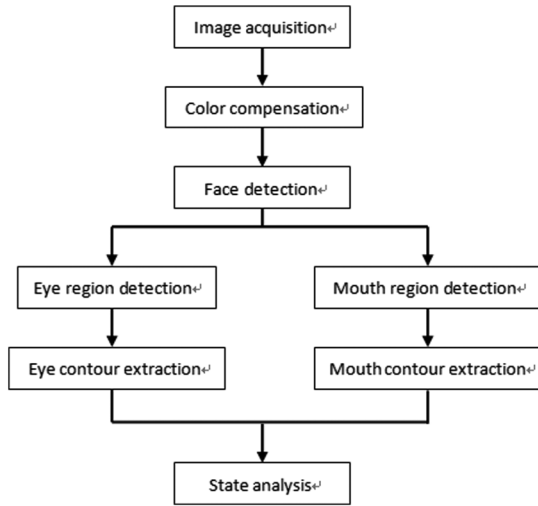 Image acquisition
Color compensation
Face detection
Eye region detection
Mouth region detection
Eye contour extraction
Mouth contour extraction
State analysis